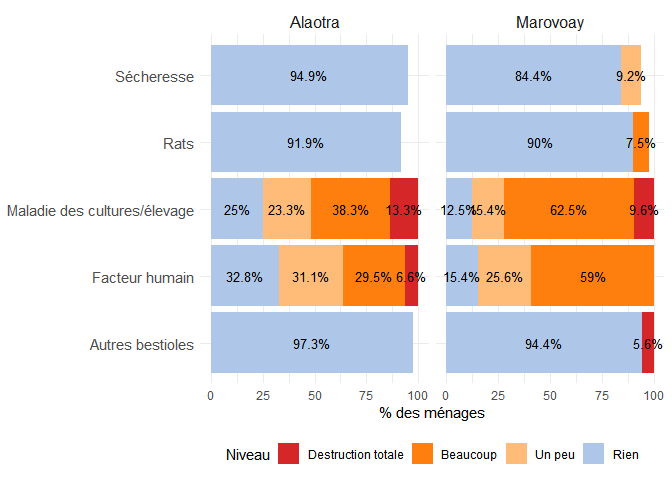 Alaotra Marovoay
Sécheresse 94.9% 84.4% 9.2%
Rats 91.9% 90% 7.5%
Maladie des cultures/élevage 25% 23.3% 38.3% 13.3% 12.5% 15.4% 62.5% 9.6%
Facteur humain 32.8% 31.1% 29.5% 6.6% 15.4% 25.6% 59%
Autres bestioles 97.3% 94.4% 5.6%
0 25 50 75 100 0 25 50 75 100
% des ménages
Niveau Destruction totale Beaucoup Un peu Rien